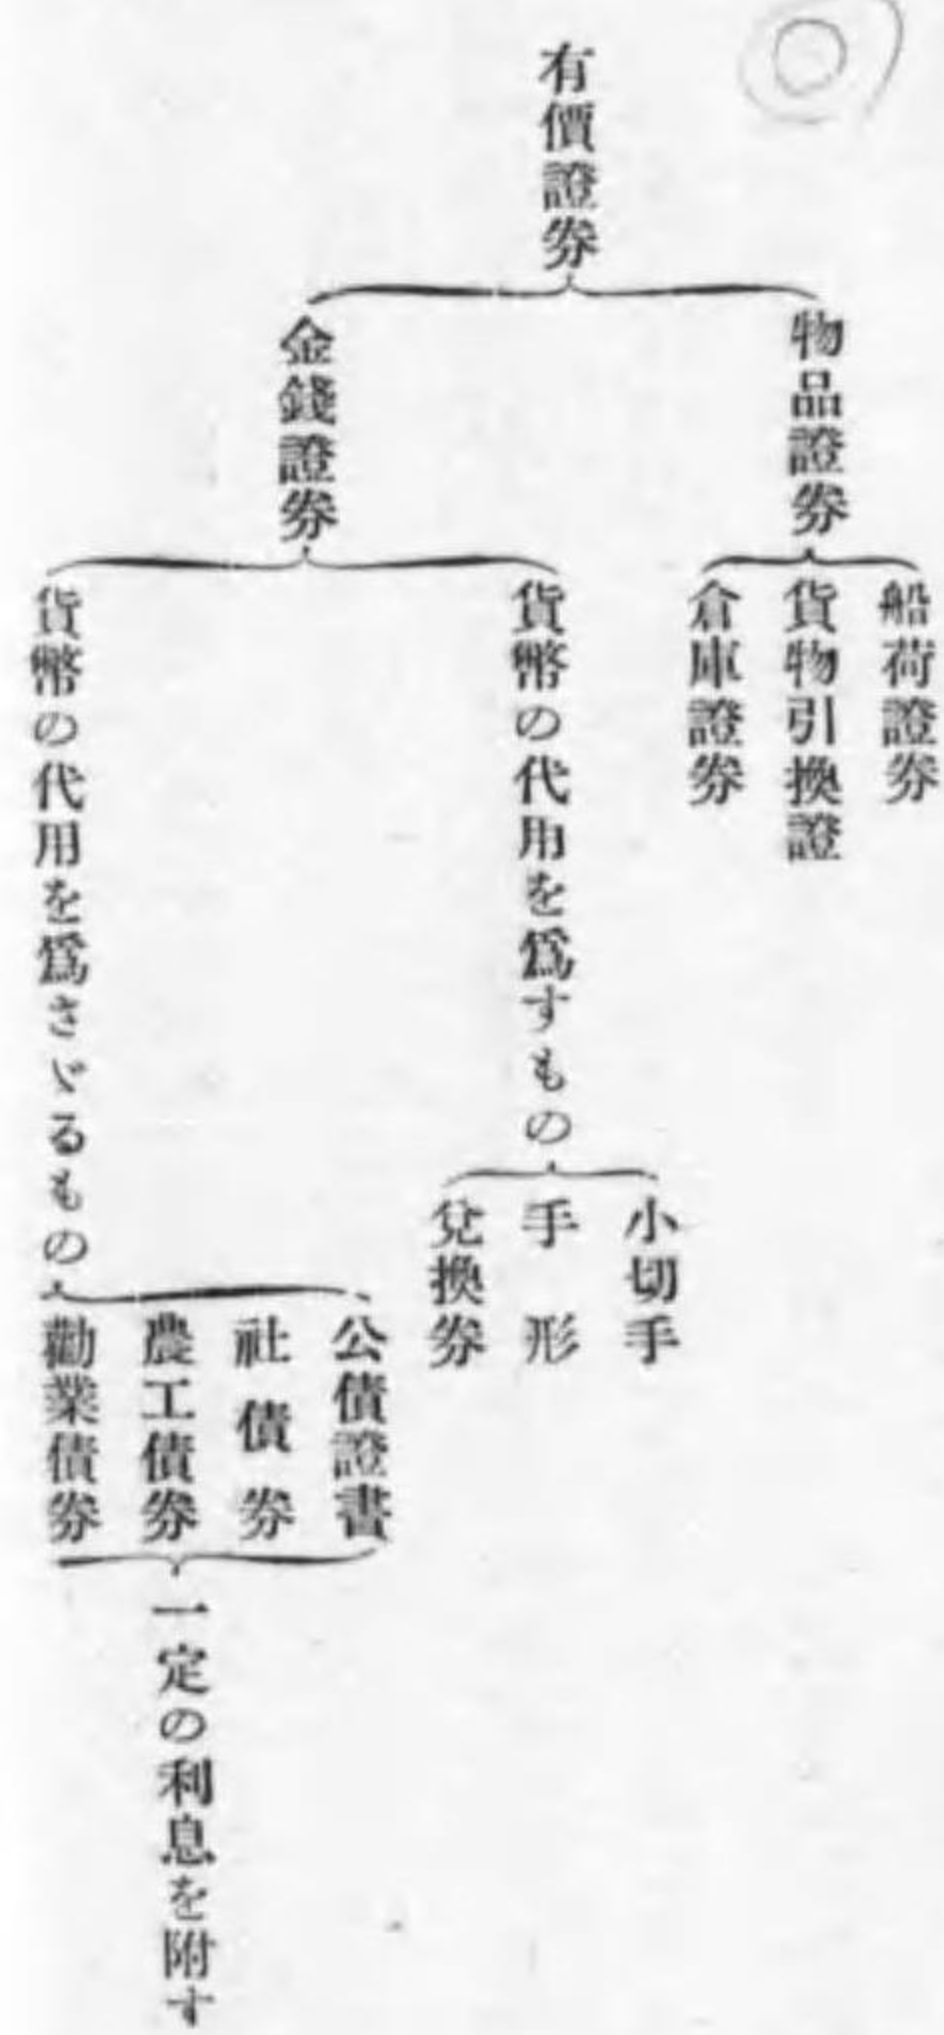 有價證券
物品證券
船荷證券
貨物引換證
倉庫證券
金錢證券
貨幣の代用を爲すもの
小切手
手形
兌換券
貨幣の代用を爲さゞるもの
公債證書
社債券
農工債券
勸業債券
一定の利息を附す